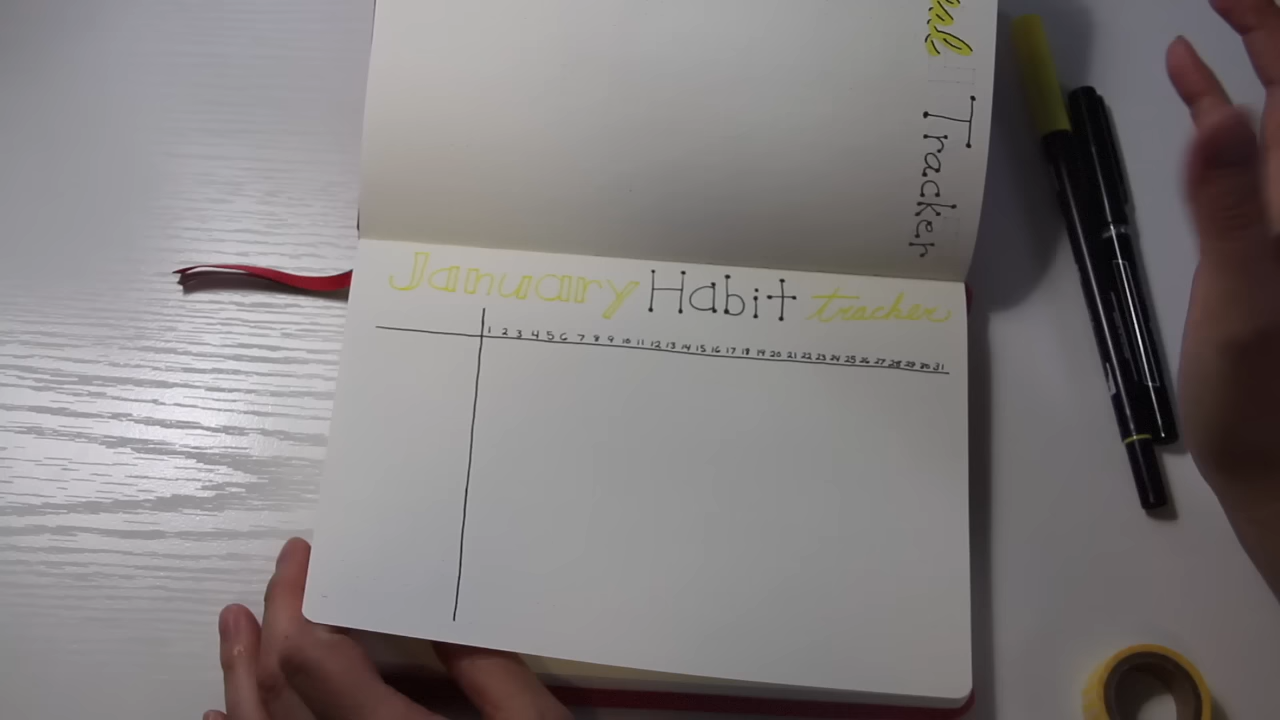 Tracker
January Habit tracker
1 2 3 4 5 6 7 8 9 10 11 12 13 14 15 16 17 18 19 20 21 22 23 24 25 26 27 28 29 30 31